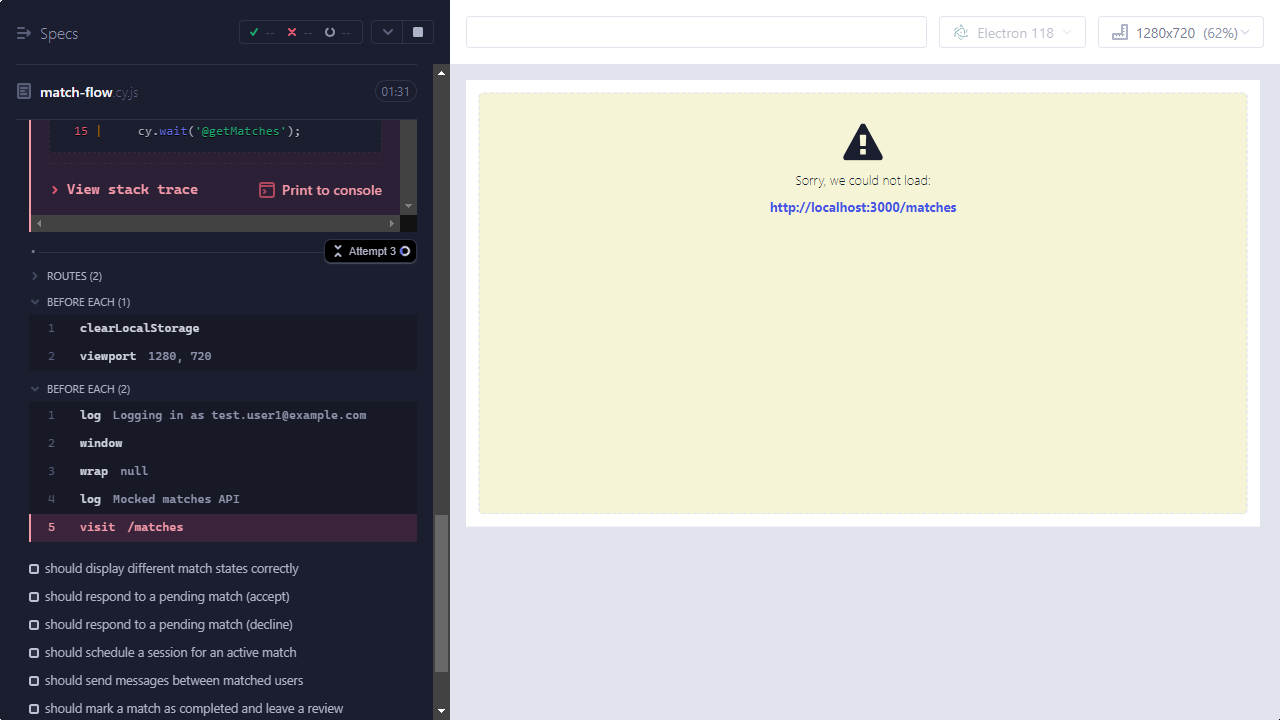 Specs
-- -- --
match-flow.cy.js 01:31
15 | cy.wait('@getMatches');
View stack trace Print to console
Attempt 3
ROUTES (2)
BEFORE EACH (1)
1 clearLocalStorage
2 viewport 1280, 720
BEFORE EACH (2)
1 log Logging in as test.user1@example.com
2 window
3 wrap null
4 log Mocked matches API
5 visit /matches
should display different match states correctly
should respond to a pending match (accept)
should respond to a pending match (decline)
should schedule a session for an active match
should send messages between matched users
should mark a match as completed and leave a review
Electron 118
1280x720 (62%)
Sorry, we could not load:
http://localhost:3000/matches